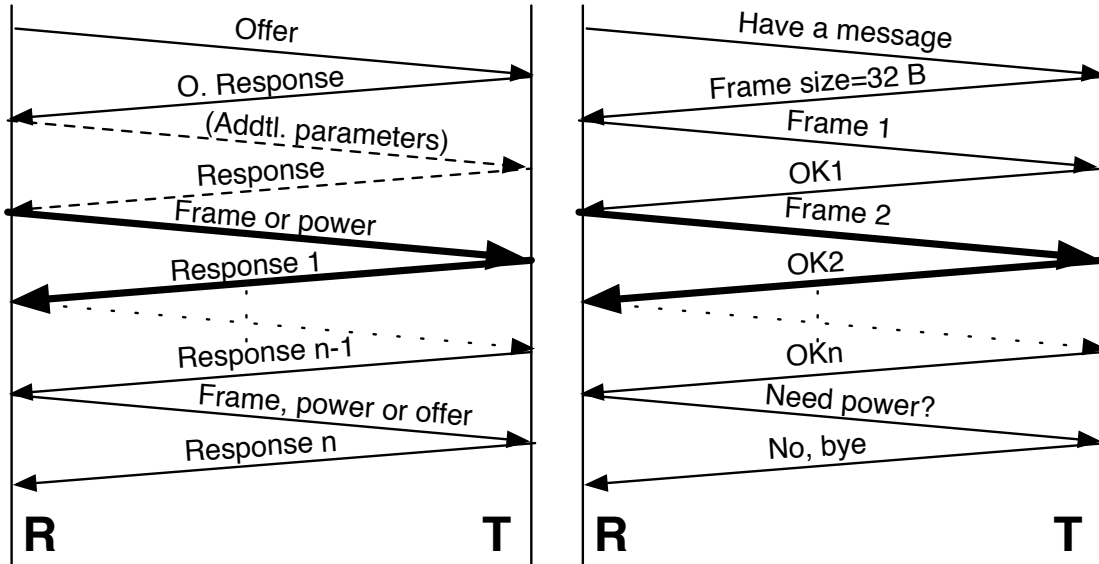 Offer
O. Response
(Addtl. parameters)
Response
Frame or power
Response 1
Response n-1
Frame, power or offer
Response n
R T
Have a message
Frame size=32 B
Frame 1
OK1
Frame 2
OK2
OKn
Need power?
No, bye
R T